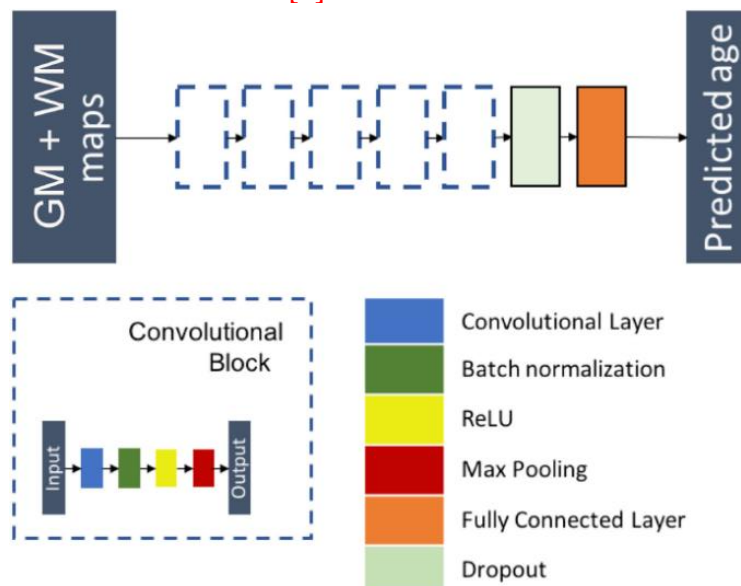 GM + WM
maps
Predicted age
Convolutional
Block
Input
Output
Convolutional Layer
Batch normalization
ReLU
Max Pooling
Fully Connected Layer
Dropout